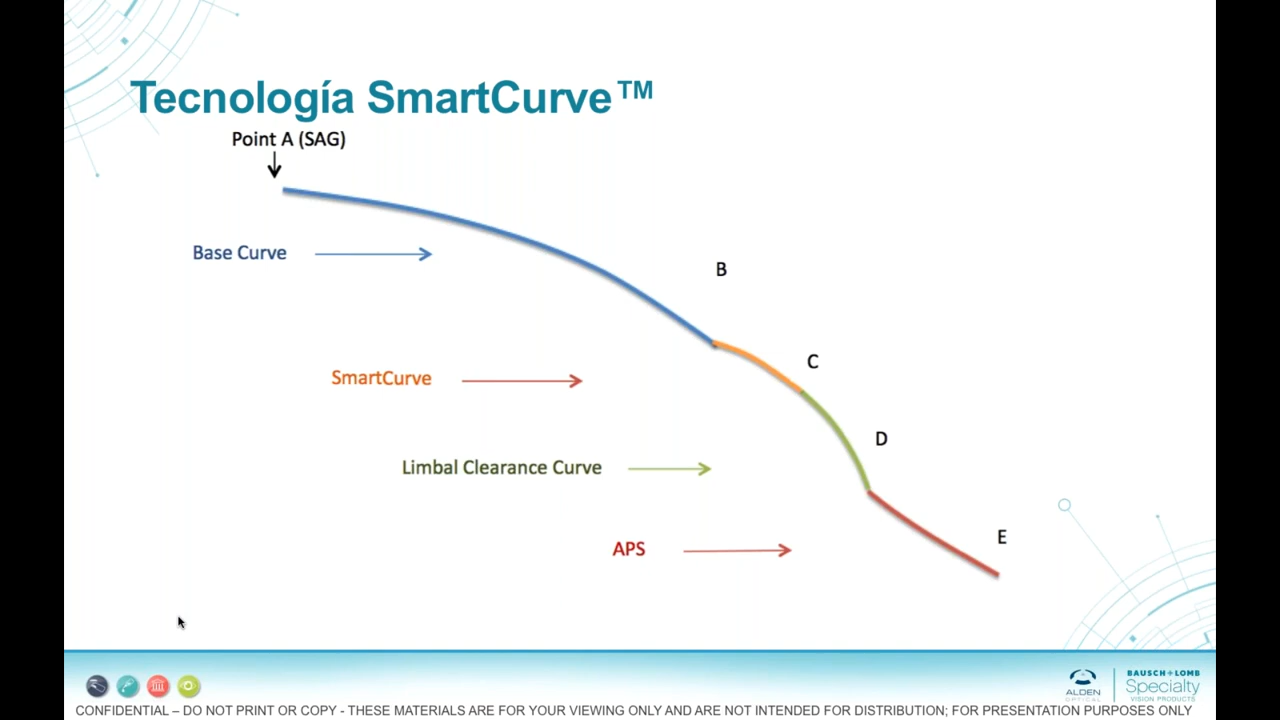 Tecnología SmartCurve™
Point A (SAG)
Base Curve
B
SmartCurve
C
Limbal Clearance Curve
D
APS
E
ALDEN
OPTICAL
BAUSCH + LOMB
Specialty
VISION PRODUCTS
CONFIDENTIAL – DO NOT PRINT OR COPY - THESE MATERIALS ARE FOR YOUR VIEWING ONLY AND ARE NOT INTENDED FOR DISTRIBUTION; FOR PRESENTATION PURPOSES ONLY